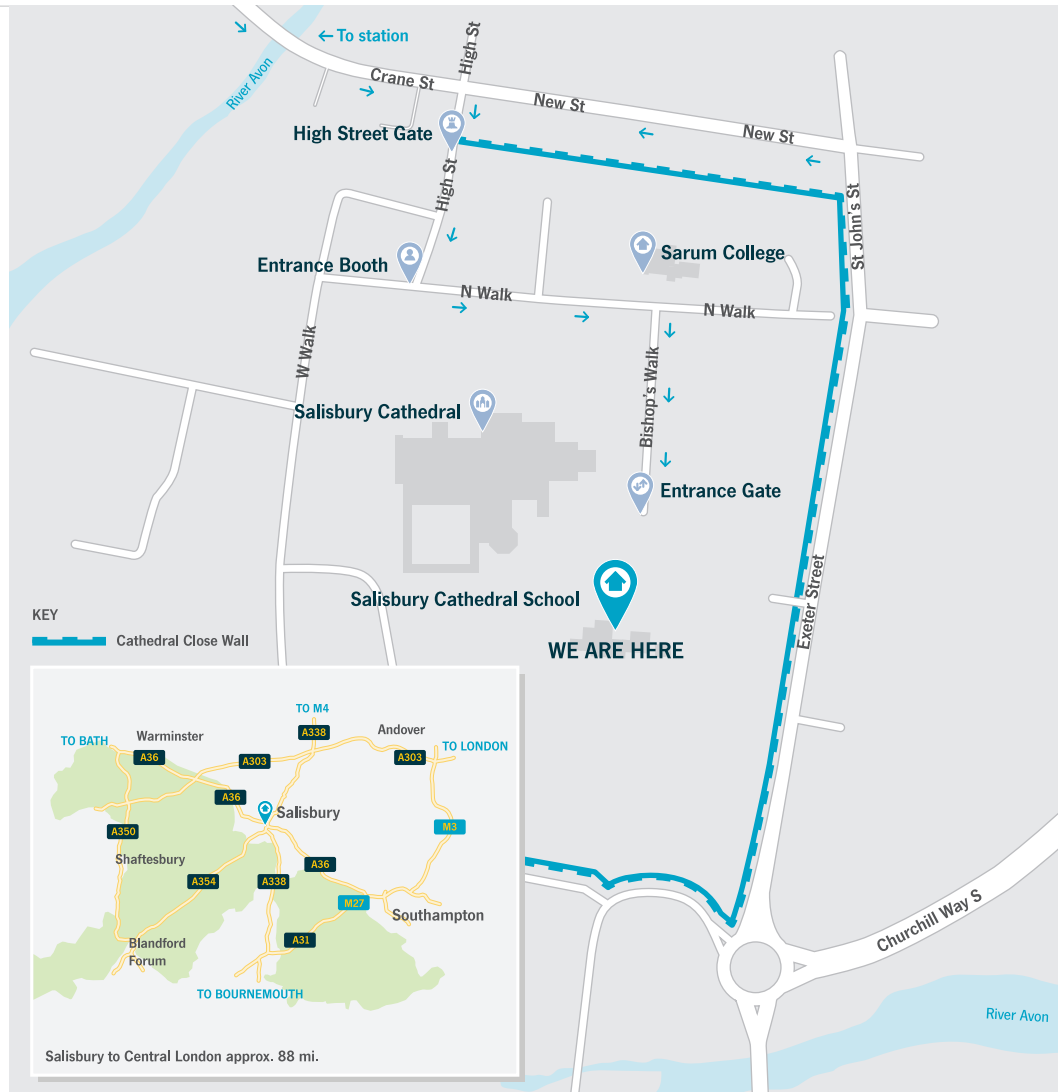 ← To station
High St
River Avon
Crane St
New St
New St
High Street Gate
High St
St John's St
Entrance Booth
Sarum College
N Walk
N Walk
W Walk
Bishop's Walk
Salisbury Cathedral
Entrance Gate
Exeter Street
Salisbury Cathedral School
WE ARE HERE
KEY
Cathedral Close Wall
TO M4
TO BATH
Warminster
A338
Andover
TO LONDON
A36
A303
A303
A36
Salisbury
A350
M3
Shaftesbury
A354
A338
A36
M27
Southampton
A31
Blandford
Forum
TO BOURNEMOUTH
Salisbury to Central London approx. 88 mi.
Churchill Way S
River Avon